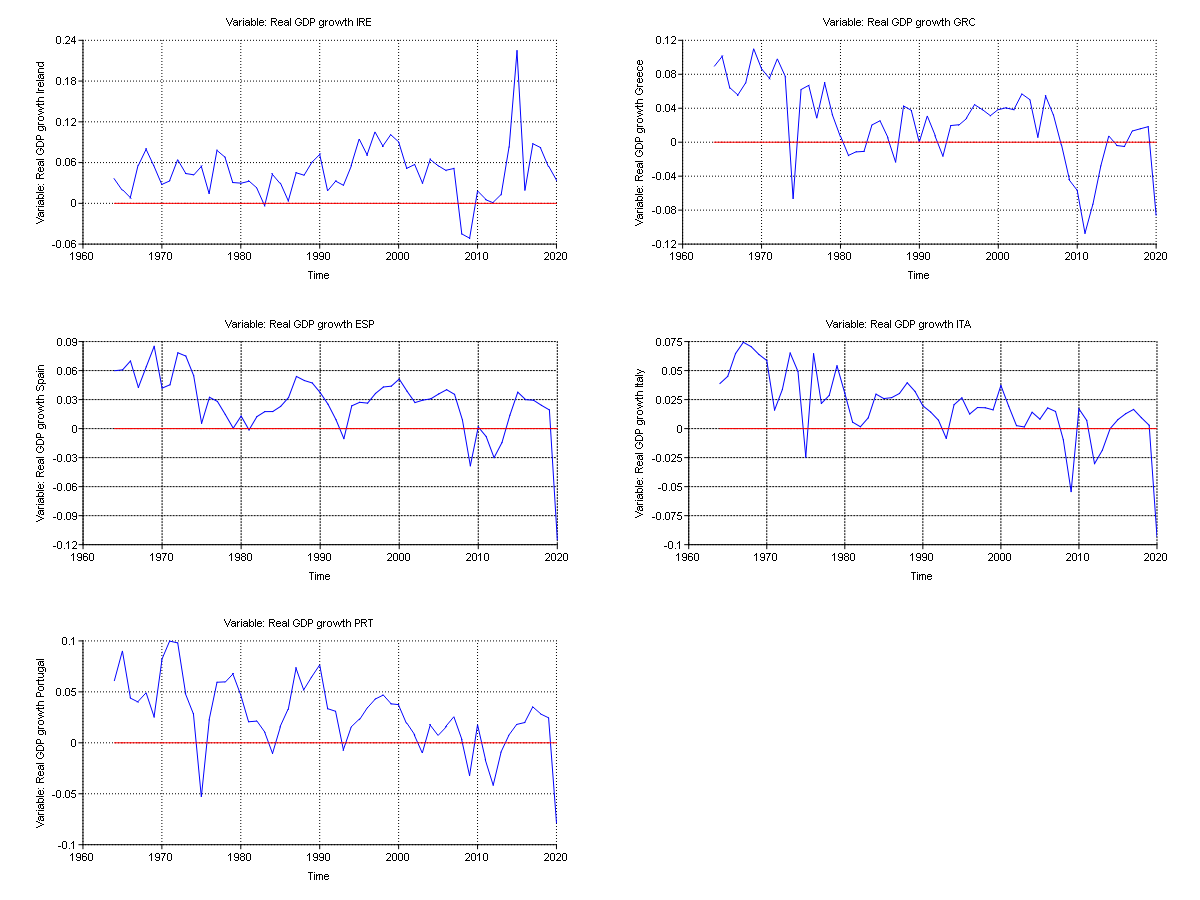 Variable: Real GDP growth IRE
Variable: Real GDP growth Ireland
0.24
0.18
0.12
0.06
0
-0.06
1960 1970 1980 1990 2000 2010 2020
Time
Variable: Real GDP growth GRC
Variable: Real GDP growth Greece
0.12
0.08
0.04
0
-0.04
-0.08
-0.12
1960 1970 1980 1990 2000 2010 2020
Time
Variable: Real GDP growth ESP
Variable: Real GDP growth Spain
0.09
0.06
0.03
0
-0.03
-0.06
-0.09
-0.12
1960 1970 1980 1990 2000 2010 2020
Time
Variable: Real GDP growth ITA
Variable: Real GDP growth Italy
0.075
0.05
0.025
0
-0.025
-0.05
-0.075
-0.1
1960 1970 1980 1990 2000 2010 2020
Time
Variable: Real GDP growth PRT
Variable: Real GDP growth Portugal
0.1
0.05
0
-0.05
-0.1
1960 1970 1980 1990 2000 2010 2020
Time